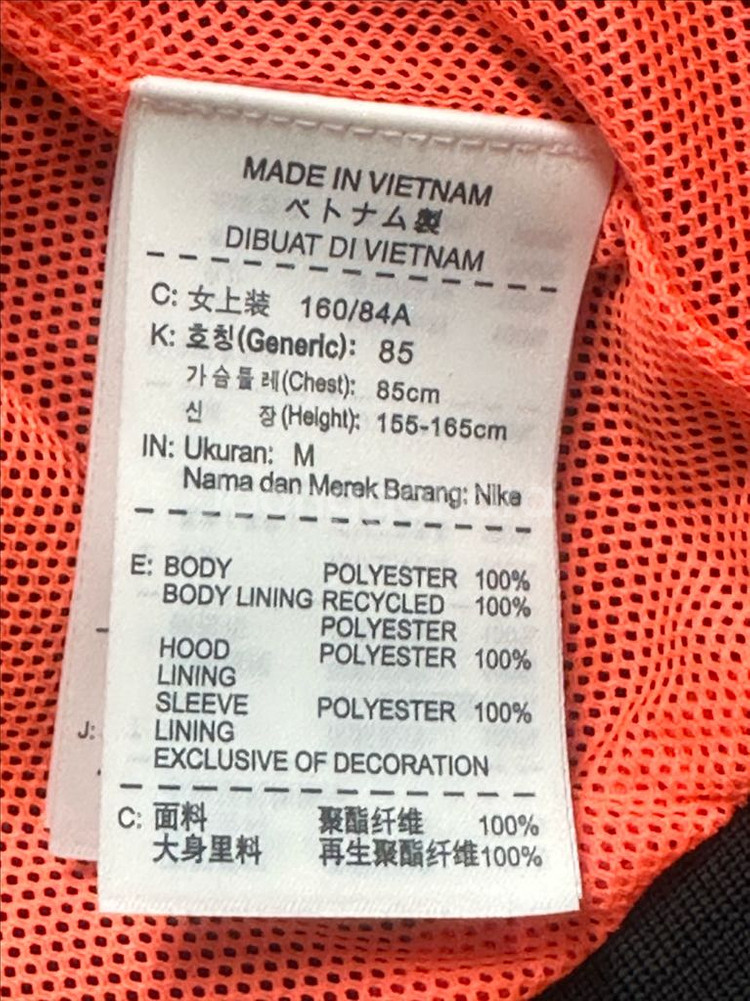 MADE IN VIETNAM
ベトナム製
DIBUAT DI VIETNAM
C: 女上装 160/84A
K: 호칭(Generic): 85
가슴둘레(Chest): 85cm
신 장(Height): 155-165cm
IN: Ukuran: M
Nama dan Merek Barang: Nike
E: BODY POLYESTER 100%
BODY LINING RECYCLED 100%
POLYESTER
HOOD POLYESTER 100%
LINING
SLEEVE POLYESTER 100%
LINING
EXCLUSIVE OF DECORATION
C: 面料 聚酯纤维 100%
大身里料 再生聚酯纤维100%
J: